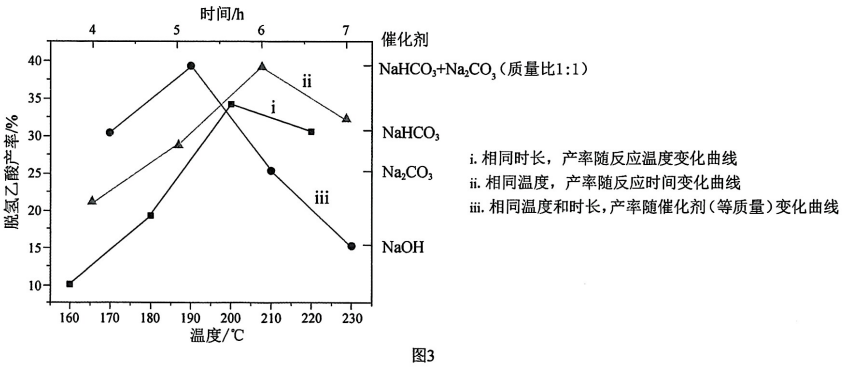 时间/h
4 5 6 7
催化剂
脱氢乙酸产率/%
40
35
30
25
20
15
10
NaHCO₃+Na₂CO₃（质量比1:1）
NaHCO₃
Na₂CO₃
NaOH
i
ii
iii
160 170 180 190 200 210 220 230
温度/℃
i. 相同时长，产率随反应温度变化曲线
ii. 相同温度，产率随反应时间变化曲线
iii. 相同温度和时长，产率随催化剂（等质量）变化曲线
图3